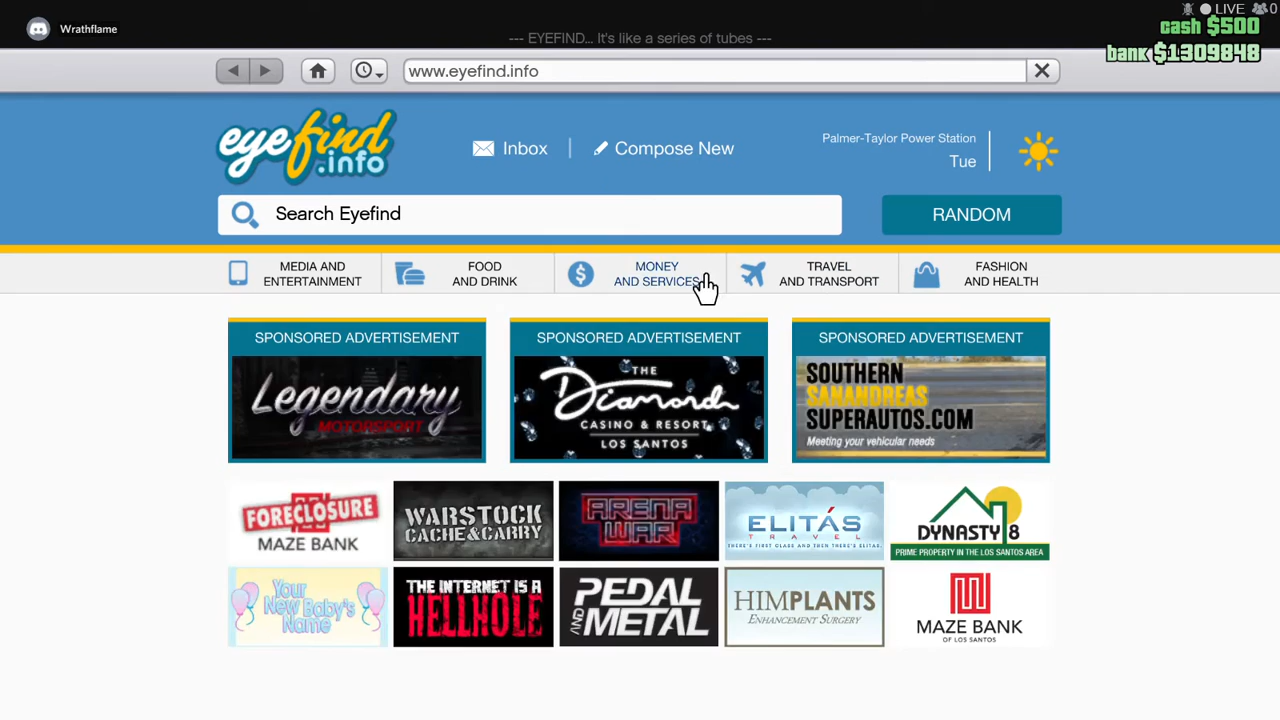 Wrathflame
LIVE 0
cash $500
--- EYEFIND... It's like a series of tubes ---
bank $1309848
www.eyefind.info
eyefind
.info
Inbox
Compose New
Palmer-Taylor Power Station
Tue
Search Eyefind
RANDOM
MEDIA AND
ENTERTAINMENT
FOOD
AND DRINK
MONEY
AND SERVICES
TRAVEL
AND TRANSPORT
FASHION
AND HEALTH
SPONSORED ADVERTISEMENT
Legendary
MOTORSPORT
SPONSORED ADVERTISEMENT
THE
Diamond
CASINO & RESORT
LOS SANTOS
SPONSORED ADVERTISEMENT
SOUTHERN
SANANDREAS
SUPERAUTOS.COM
Meeting your vehicular needs
FORECLOSURE
MAZE BANK
WARSTOCK
CACHE&CARRY
ARENA
WAR
ELITÁS
TRAVEL
THERE'S FIRST CLASS AND THEN THERE'S ELITAS.
DYNASTY 8
PRIME PROPERTY IN THE LOS SANTOS AREA
Your
New Baby's
Name
THE INTERNET IS A
HELLHOLE
PEDAL
AND METAL
HIMPLANTS
ENHANCEMENT SURGERY
MAZE BANK
OF LOS SANTOS